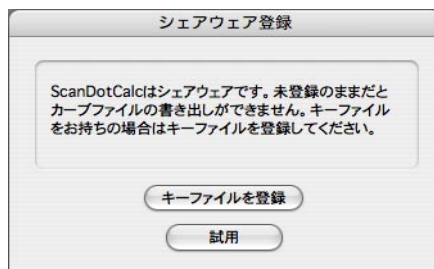 シェアウェア登録
ScanDotCalcはシェアウェアです。未登録のままだと
カーブファイルの書き出しができません。キーファイル
をお持ちの場合はキーファイルを登録してください。
キーファイルを登録
試用